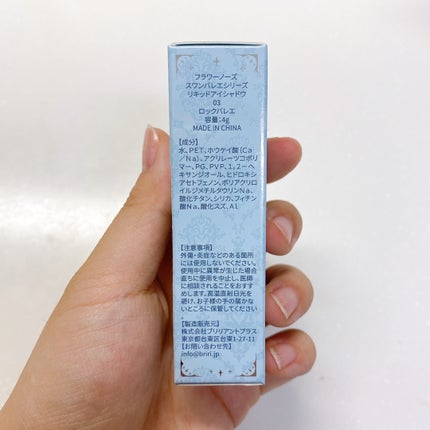 フラワーノーズ
スワンバレエシリーズ
リキッドアイシャドウ
03
ロックバレエ
容量:4g
MADE IN CHINA
【成分】
水、PET、ホウケイ酸(Ca
/Na)、アクリレーツコポリ
マー、PG、PVP、1,2-ヘ
キサンジオール、ヒドロキシ
アセトフェノン、ポリアクリロ
イルジメチルタウリンNa、
酸化チタン、シリカ、フィチン
酸Na、酸化スズ、Al
【注意事項】
外傷・炎症などのある箇所
には使用しないでください。
使用中に異常が生じた場合
直ちに使用を中止し、医師
に相談されることをおすす
めします。高温直射日光を
避け、お子様の手の届かな
いところに保管してください
【製造販売元】
株式会社ブリリアントプラス
東京都台東区台東1-27-11
【お問い合わせ先】
info@briri.jp